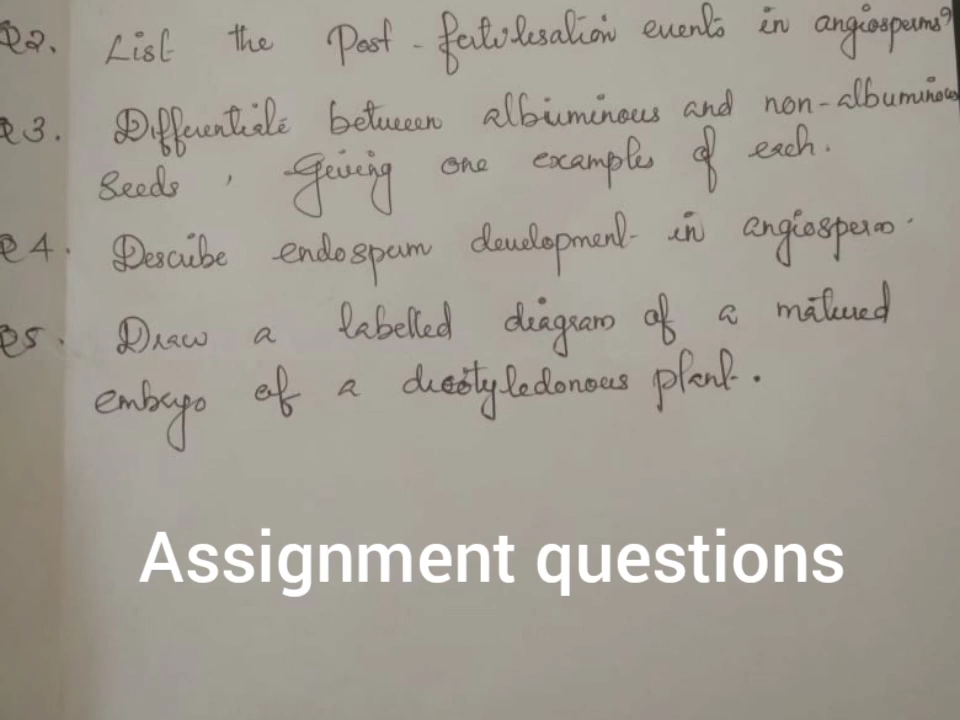 Q2. List the Post - fertilisation events in angiosperms?
Q3. Differentiate between albuminous and non-albuminous
Seeds, Giving one example of each.
Q4. Describe endosperm development in angiosperm.
Q5. Draw a labelled diagram of a matured
embryo of a dicotyledonous plant.
Assignment questions